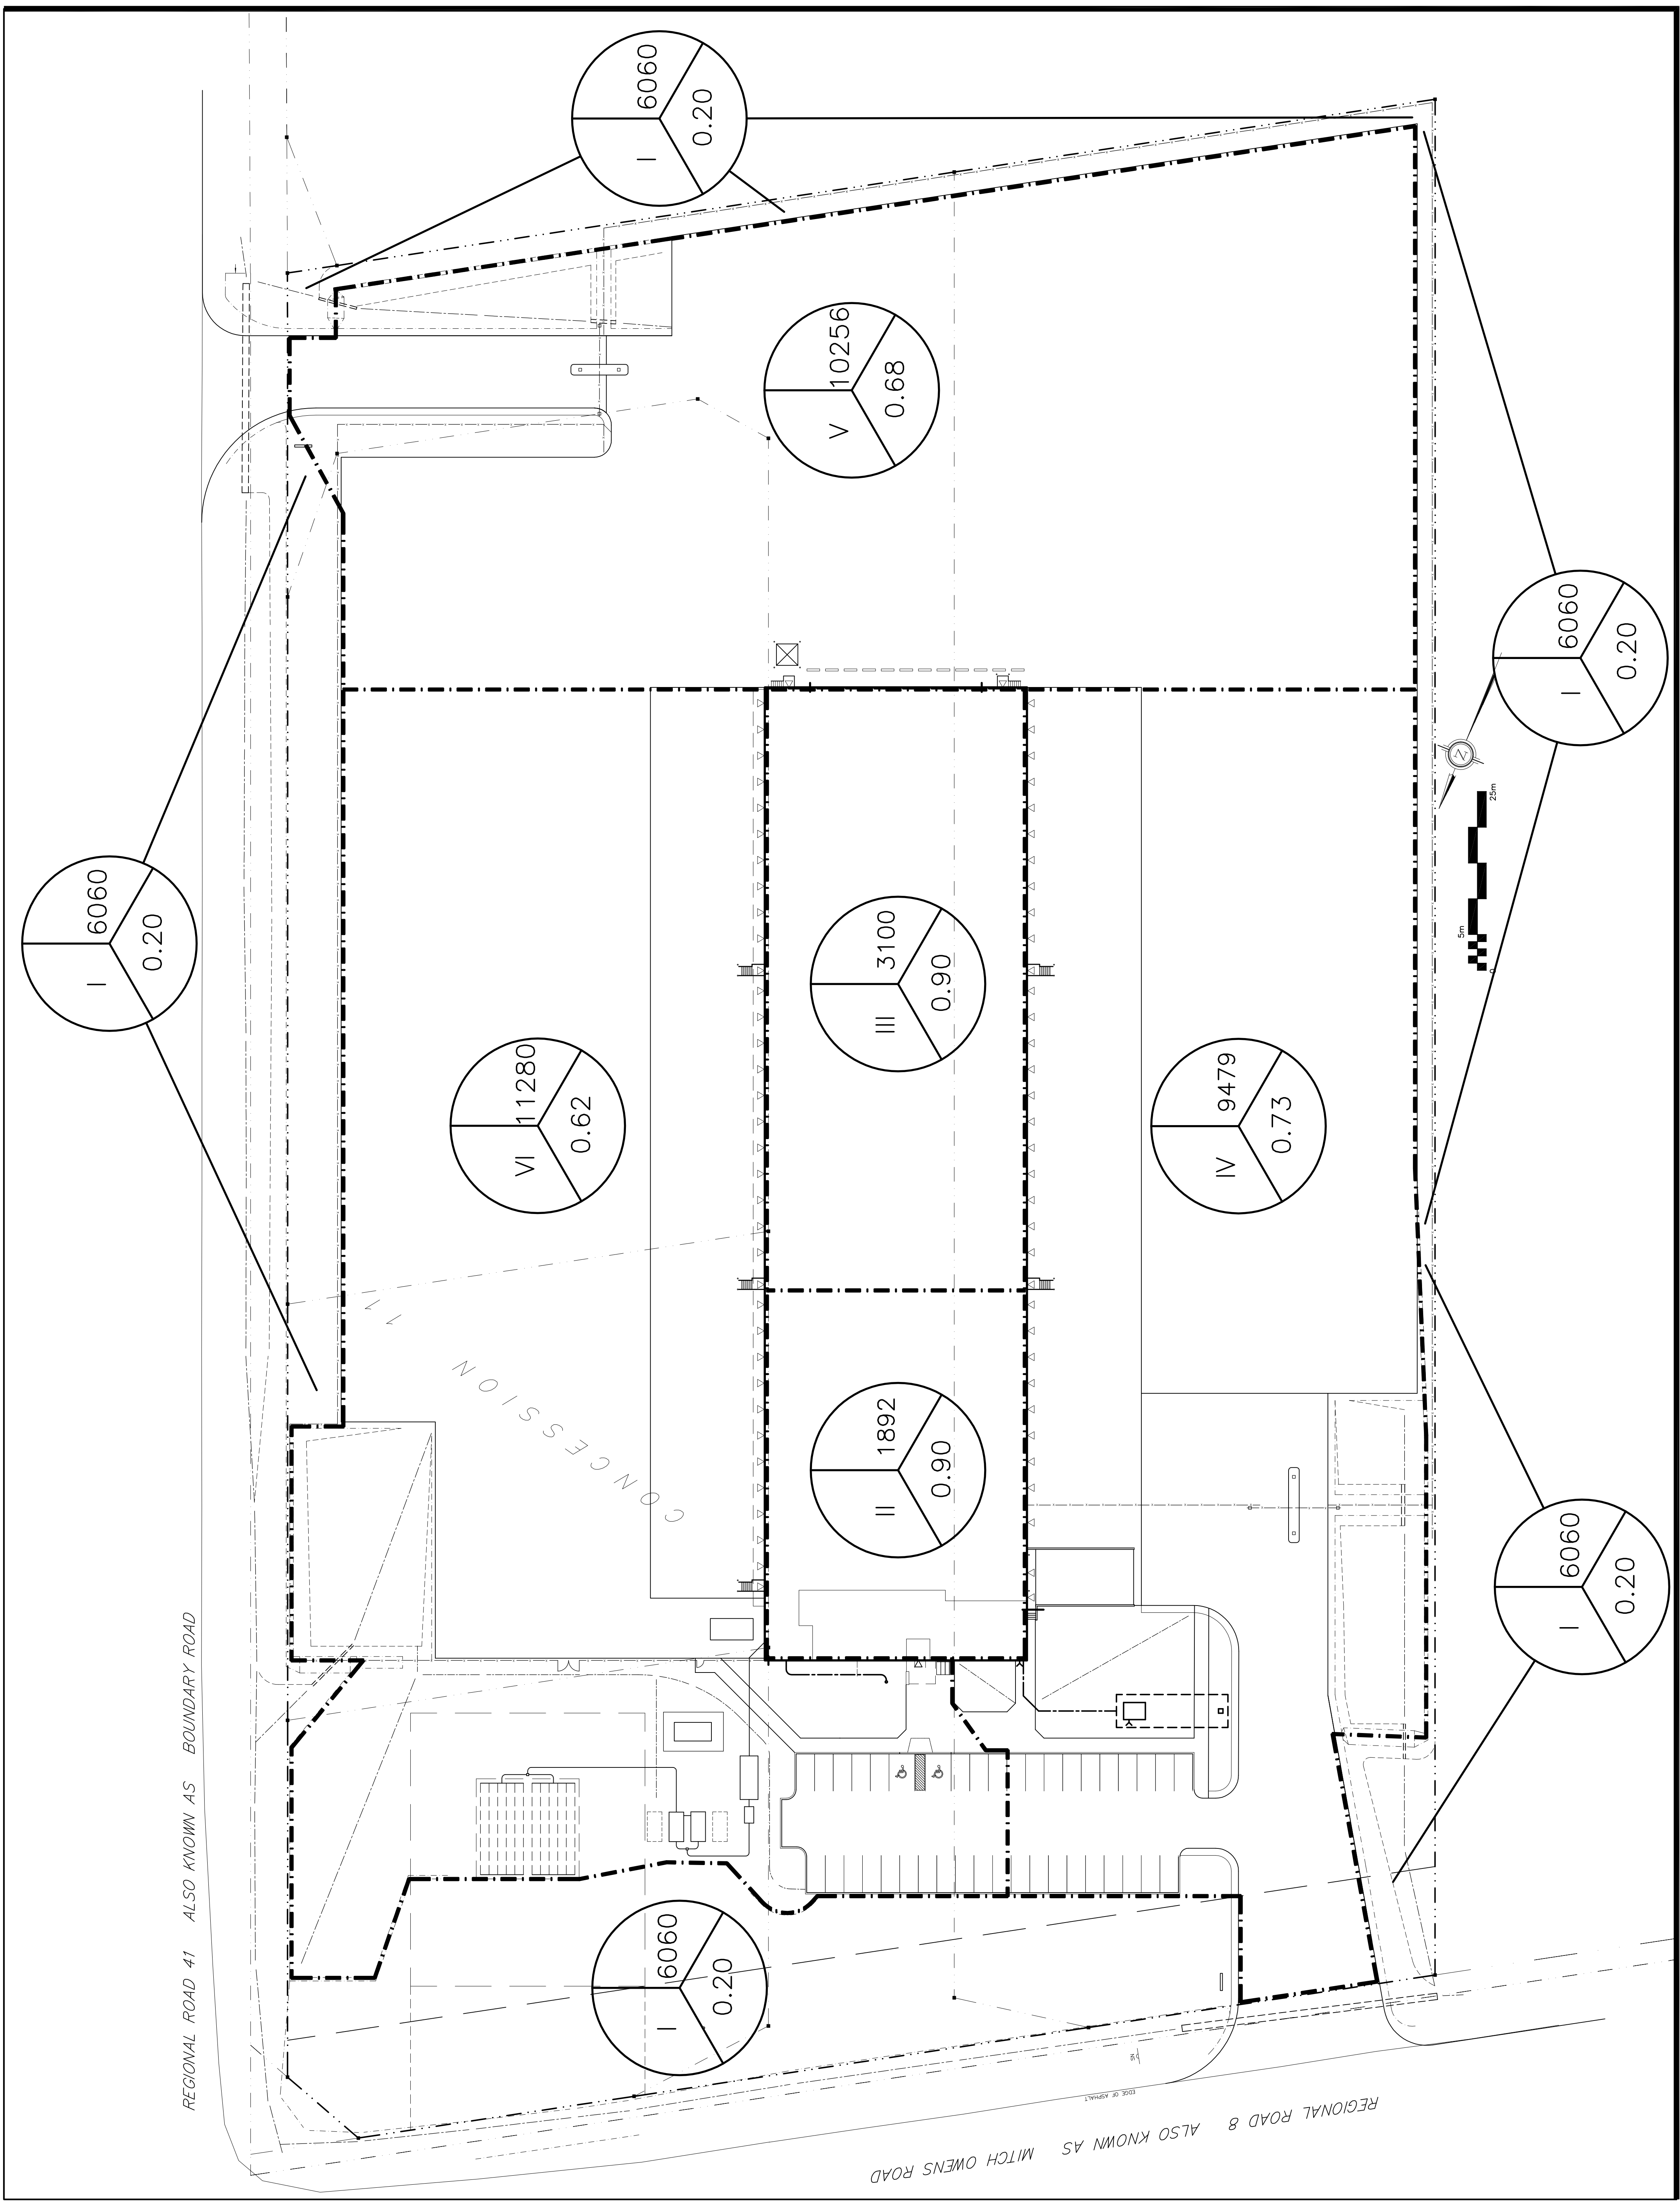 I
6060
0.20
V
10256
0.68
I
6060
0.20
I
6060
0.20
III
3100
0.90
VI
11280
0.62
IV
9479
0.73
N
5m
25m
0
11
CONCESSION
II
1892
0.90
I
6060
0.20
I
6060
0.20
REGIONAL ROAD 41 ALSO KNOWN AS BOUNDARY ROAD
EDGE OF ASPHALT
REGIONAL ROAD 8 ALSO KNOWN AS MITCH OWENS ROAD